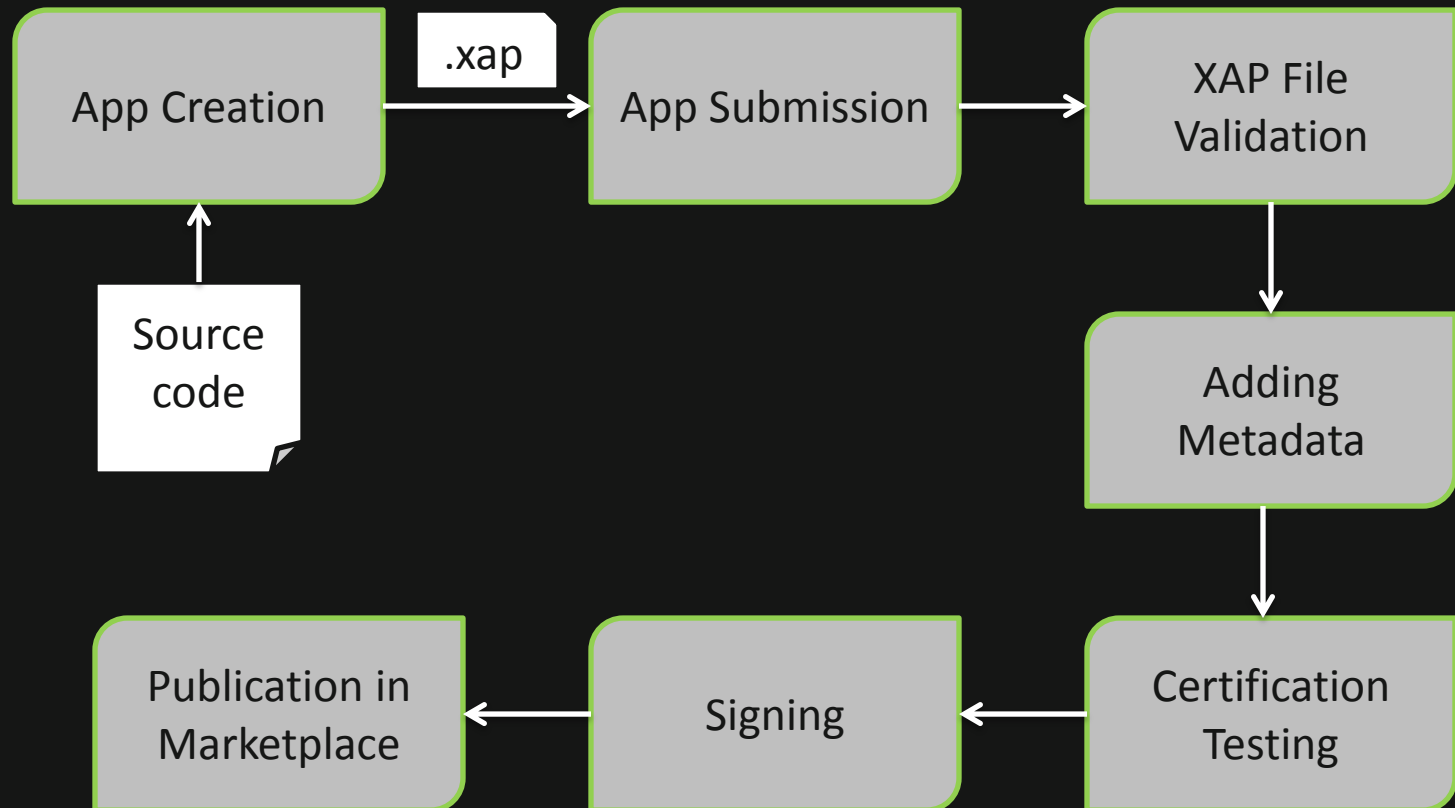 App Creation
.xap
App Submission
XAP File
Validation
Source
code
Adding
Metadata
Certification
Testing
Signing
Publication in
Marketplace